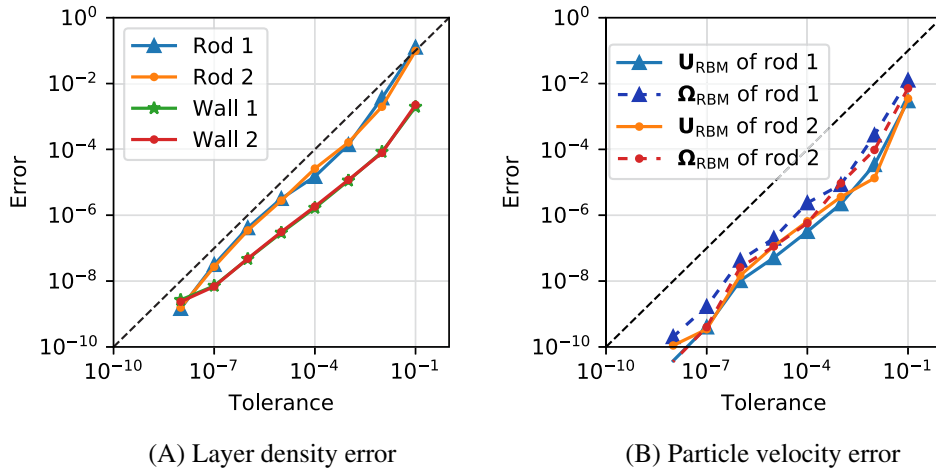 10^0
10^-2
10^-4
10^-6
10^-8
10^-10
Error
Rod 1
Rod 2
Wall 1
Wall 2
10^-10
10^-7
10^-4
10^-1
Tolerance
(A) Layer density error
10^0
10^-2
10^-4
10^-6
10^-8
10^-10
Error
U_RBM of rod 1
Ω_RBM of rod 1
U_RBM of rod 2
Ω_RBM of rod 2
10^-10
10^-7
10^-4
10^-1
Tolerance
(B) Particle velocity error